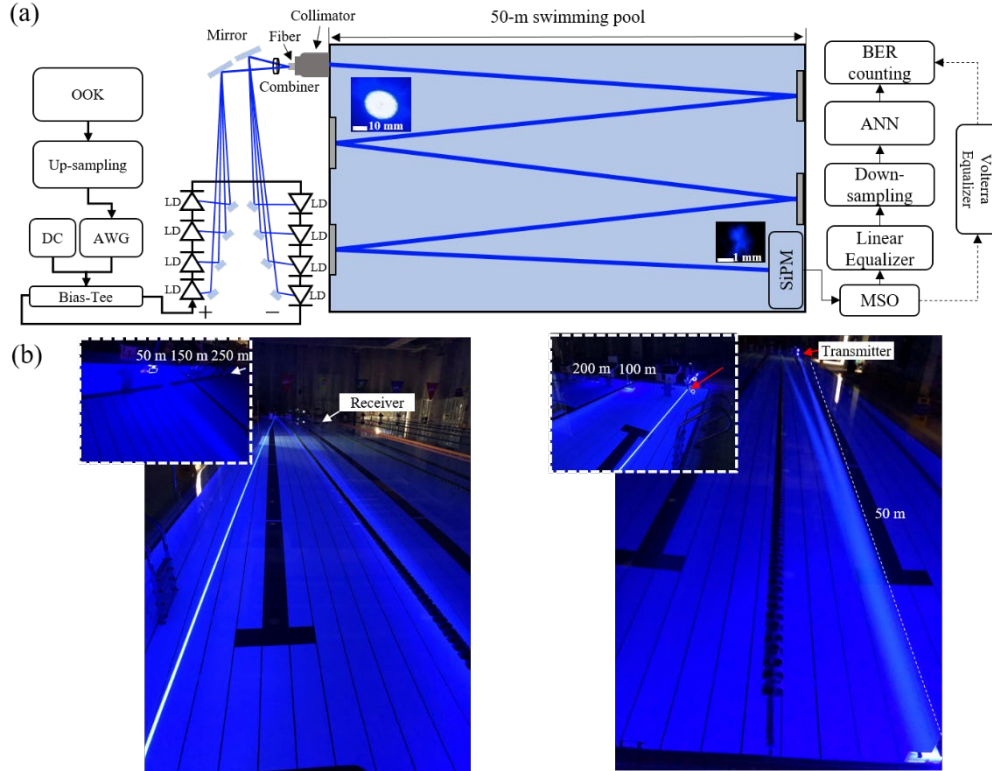 (a)
50-m swimming pool
Collimator
Mirror
Fiber
Combiner
OOK
Up-sampling
DC
AWG
Bias-Tee
LD
LD
LD
LD
LD
LD
LD
LD
+
−
10 mm
1 mm
SiPM
BER
counting
ANN
Down-
sampling
Linear
Equalizer
MSO
Volterra
Equalizer
(b)
50 m 150 m 250 m
Receiver
200 m 100 m
Transmitter
50 m